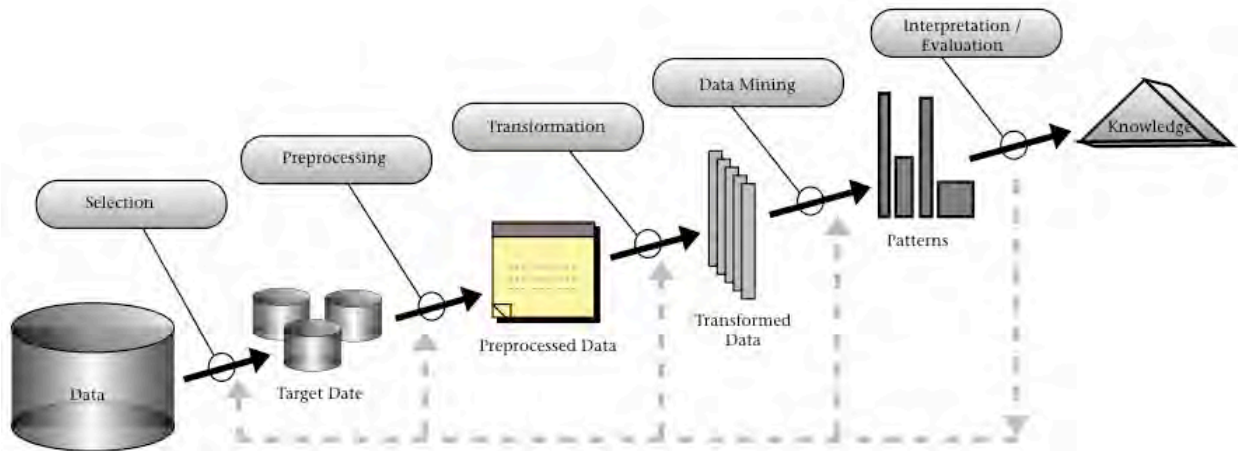 Interpretation /
Evaluation
Data Mining
Transformation
Preprocessing
Selection
Knowledge
Patterns
Transformed
Data
Preprocessed Data
Target Date
Data